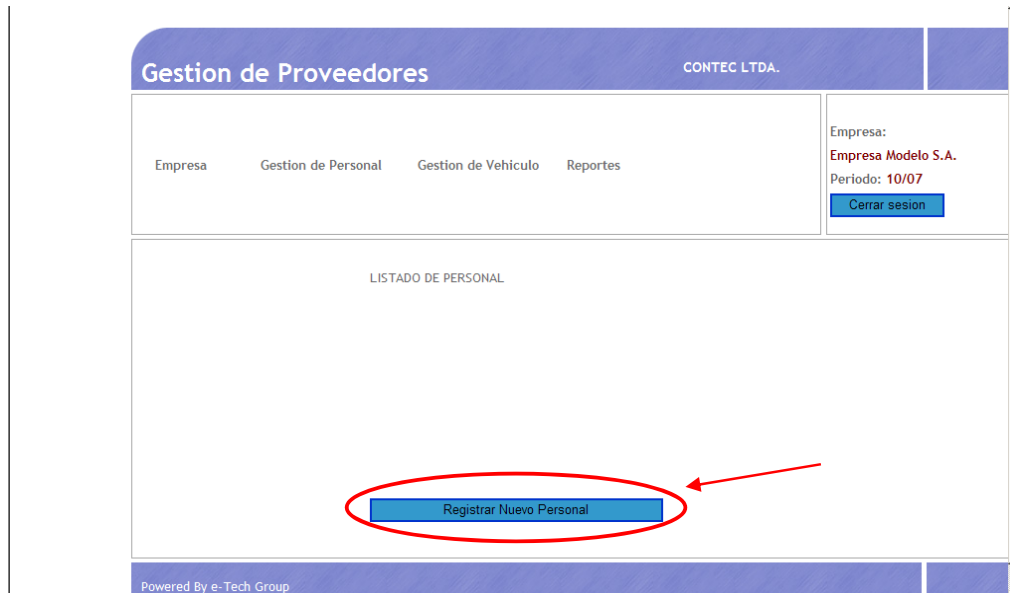 Gestion de Proveedores
CONTEC LTDA.
Empresa
Gestion de Personal
Gestion de Vehiculo
Reportes
Empresa:
Empresa Modelo S.A.
Periodo: 10/07
Cerrar sesion
LISTADO DE PERSONAL
Registrar Nuevo Personal
Powered By e-Tech Group